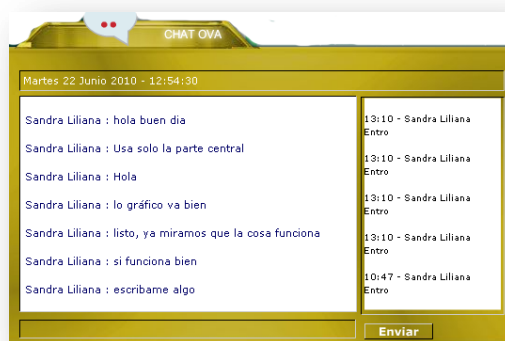 CHAT OVA
Martes 22 Junio 2010 - 12:54:30
Sandra Liliana : hola buen dia
Sandra Liliana : Usa solo la parte central
Sandra Liliana : Hola
Sandra Liliana : lo gráfico va bien
Sandra Liliana : listo, ya miramos que la cosa funciona
Sandra Liliana : si funciona bien
Sandra Liliana : escribame algo
13:10 - Sandra Liliana
Entro
13:10 - Sandra Liliana
Entro
13:10 - Sandra Liliana
Entro
13:10 - Sandra Liliana
Entro
10:47 - Sandra Liliana
Entro
Enviar